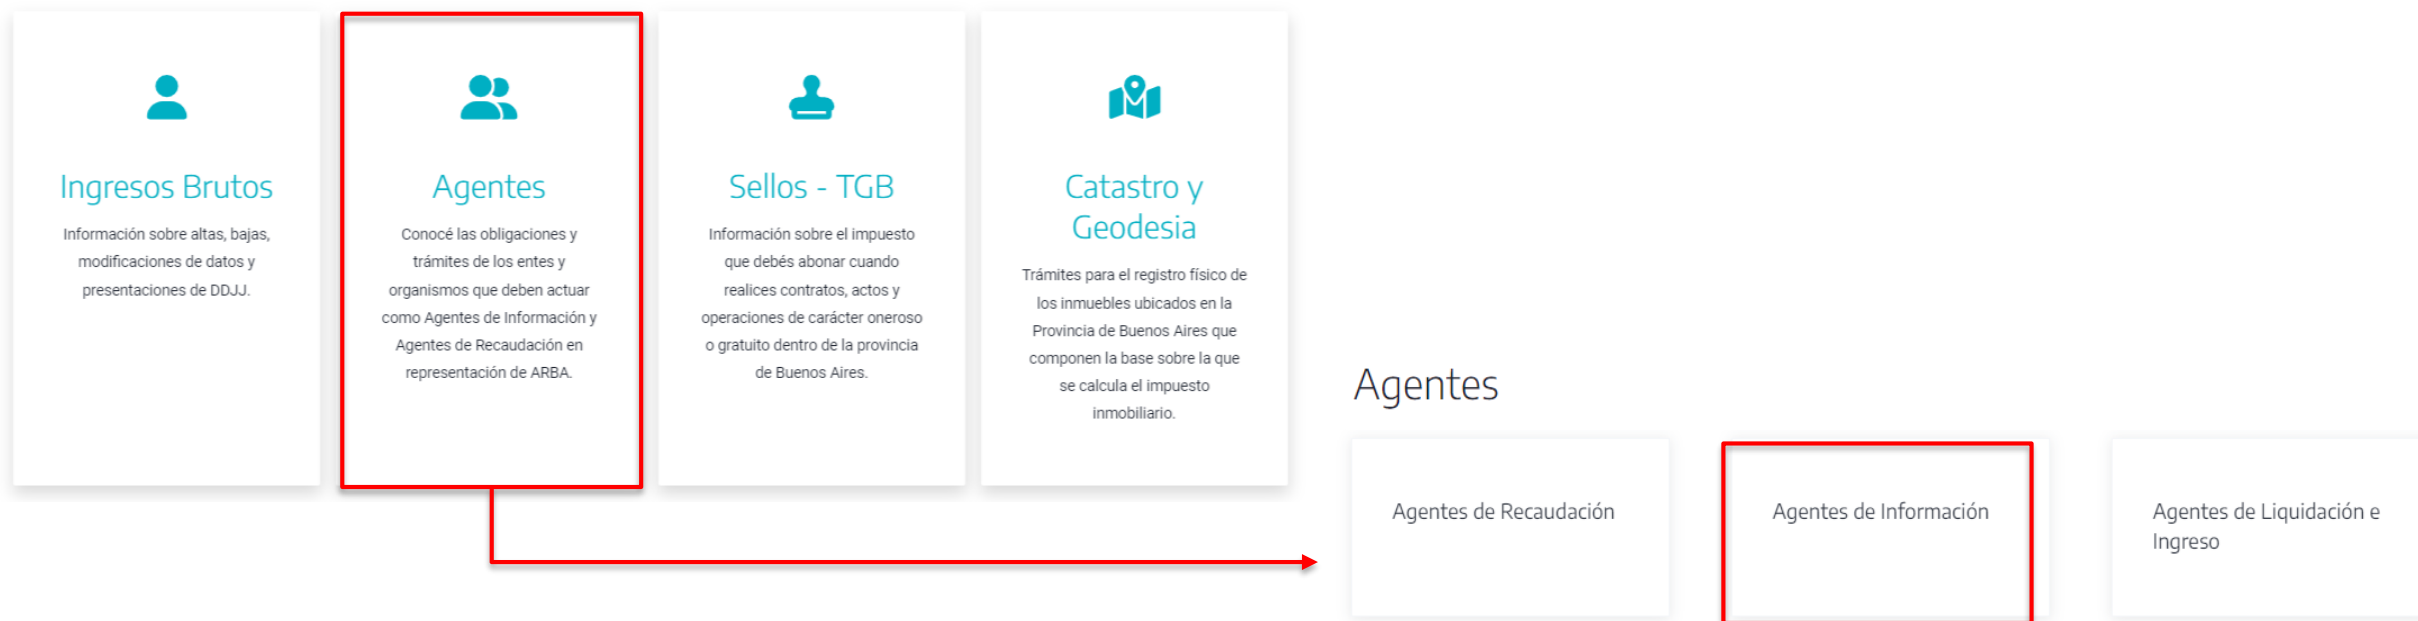 Ingresos Brutos
Información sobre altas, bajas,
modificaciones de datos y
presentaciones de DDJJ.
Agentes
Conocé las obligaciones y
trámites de los entes y
organismos que deben actuar
como Agentes de Información y
Agentes de Recaudación en
representación de ARBA.
Sellos - TGB
Información sobre el impuesto
que debés abonar cuando
realices contratos, actos y
operaciones de carácter oneroso
o gratuito dentro de la provincia
de Buenos Aires.
Catastro y
Geodesia
Trámites para el registro físico de
los inmuebles ubicados en la
Provincia de Buenos Aires que
componen la base sobre la que
se calcula el impuesto
inmobiliario.
Agentes
Agentes de Recaudación
Agentes de Información
Agentes de Liquidación e
Ingreso